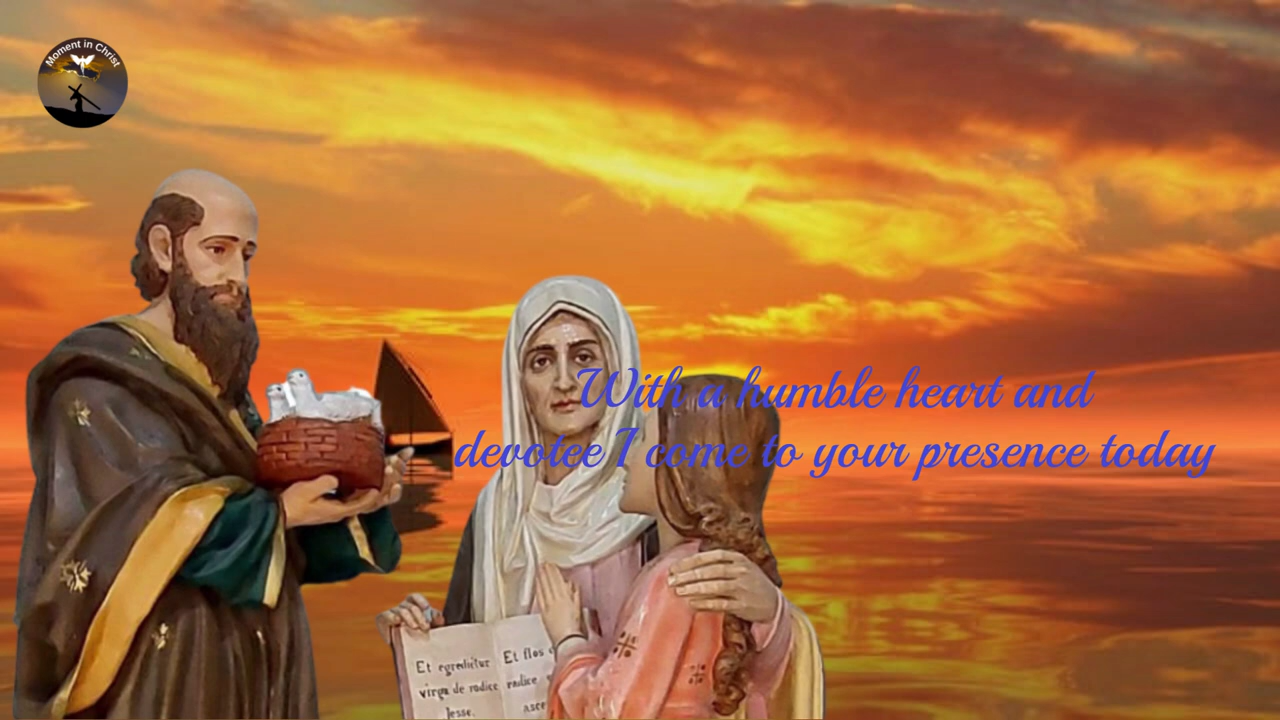 Moment in Christ
With a humble heart and
devotee I come to your presence today
Et egredietur
virga de radice
Jesse.
Et flos
radice
asce